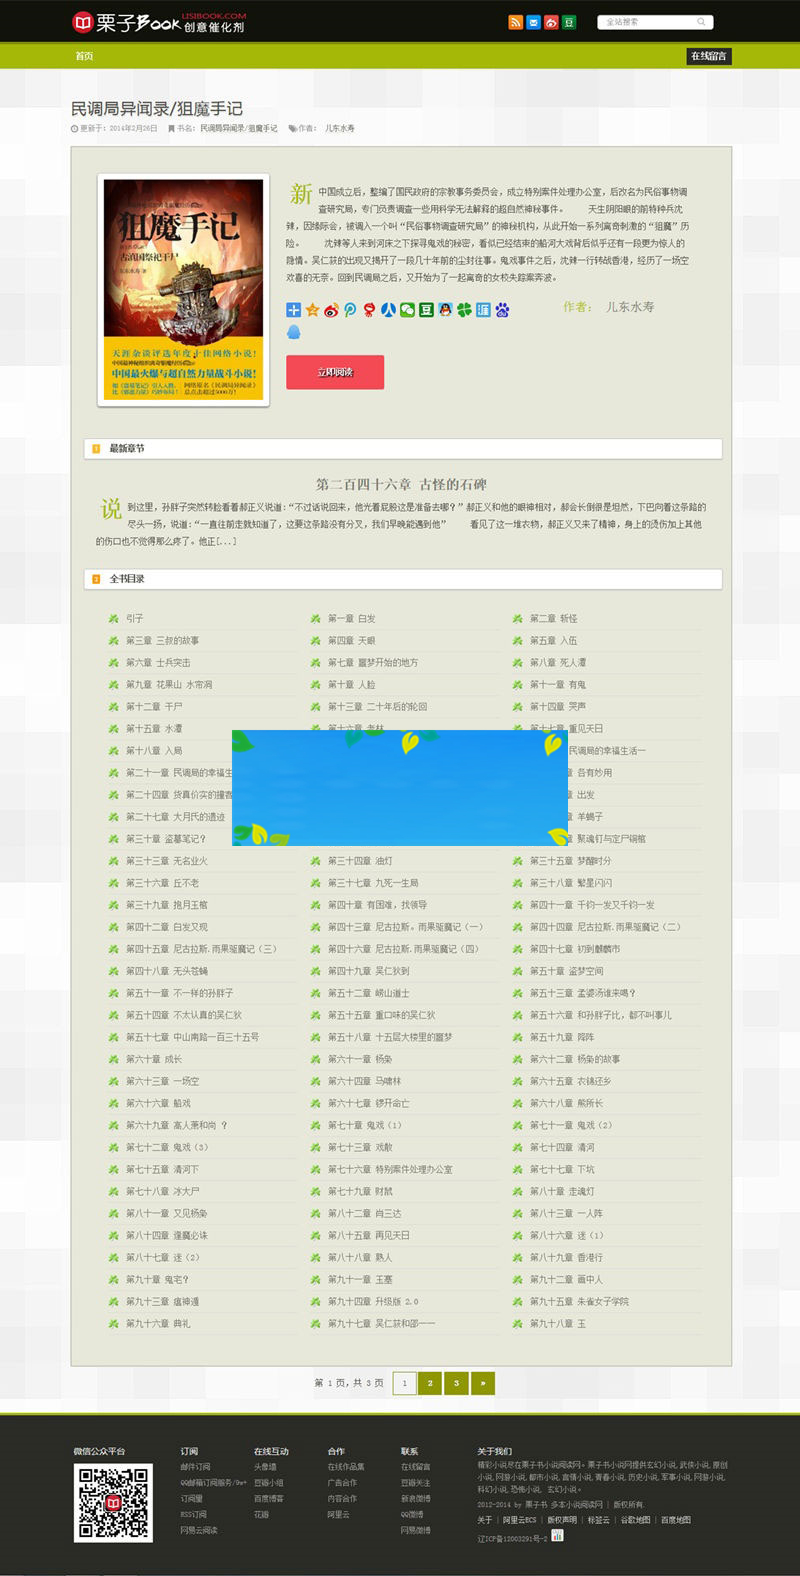 栗子Book
LISIBOOK.COM
创意催化剂
全站搜索
首页
在线留言
民调局异闻录/狙魔手记
更新于: 2014年2月26日 书名: 民调局异闻录/狙魔手记 作者: 儿东水寿
狙魔手记
古滇国祭祀干尸
天涯杂谈评选年度十佳网络小说!
中国最火爆与超自然力量战斗小说!
新中国成立后，整编了国民政府的宗教事务委员会，成立特别案件处理办公室，后改名为民俗事物调
查研究局，专门负责调查一些用科学无法解释的超自然神秘事件。 天生阴阳眼的前特种兵沈
辣，因缘际会，被调入一个叫“民俗事物调查研究局”的神秘机构，从此开始一系列离奇刺激的“狙魔”历
险。 沈辣等人来到河床之下探寻鬼戏的秘密，看似已经结束的船河大戏背后似乎还有一段更为惊人的
隐情。吴仁荻的出现又揭开了一段几十年前的尘封往事。鬼戏事件之后，沈辣一行转战香港，经历了一场空
欢喜的无奈。回到民调局之后，又开始为了一起离奇的女校失踪案奔波。
作者: 儿东水寿
立即阅读
1 最新章节
第二百四十六章 古怪的石碑
说到这里，孙胖子突然转脸看着郝正义说道:“不过话说回来，他光着屁股这是准备去哪？”郝正义和他的眼神相对，郝会长倒很是坦然，下巴向着这条路的
尽头一扬，说道:“一直往前走就知道了，这要这条路没有分叉，我们早晚能遇到他” 看见了这一堆衣物，郝正义又来了精神，身上的烫伤加上其他
的伤口也不觉得那么疼了。他正[...]
2 全书目录
引子 第一章 白发 第二章 斩怪
第三章 三叔的故事 第四章 天眼 第五章 入伍
第六章 士兵突击 第七章 噩梦开始的地方 第八章 死人潭
第九章 花果山 水帘洞 第十章 人脸 第十一章 有鬼
第十二章 干尸 第十三章 二十年后的轮回 第十四章 哭声
第十五章 水潭 第十六章 老林 第十七章 重见天日
第十八章 入局 民调局的幸福生活一
第二十一章 民调局的幸福生 各有妙用
第二十四章 货真价实的撞客 出发
第二十七章 大月氏的遗迹 羊蝎子
第三十章 盗墓笔记? 聚魂钉与定尸铜棺
第三十三章 无名业火 第三十四章 油灯 第三十五章 梦醒时分
第三十六章 丘不老 第三十七章 九死一生局 第三十八章 繁星闪闪
第三十九章 抱月玉棺 第四十章 有困难，找领导 第四十一章 千钧一发又千钧一发
第四十二章 白发又现 第四十三章 尼古拉斯。雨果驱魔记（一） 第四十四章 尼古拉斯.雨果驱魔记（二）
第四十五章 尼古拉斯.雨果驱魔记（三） 第四十六章 尼古拉斯.雨果驱魔记（四） 第四十七章 初到麒麟市
第四十八章 无头苍蝇 第四十九章 吴仁狄到 第五十章 盗梦空间
第五十一章 不一样的孙胖子 第五十二章 崂山道士 第五十三章 孟婆汤谁来喝？
第五十四章 不太认真的吴仁狄 第五十五章 重口味的吴仁狄 第五十六章 和孙胖子比，都不叫事儿
第五十七章 中山南路一百三十五号 第五十八章 十五层大楼里的噩梦 第五十九章 降阵
第六十章 成长 第六十一章 杨枭 第六十二章 杨枭的故事
第六十三章 一场空 第六十四章 马啸林 第六十五章 衣锦还乡
第六十六章 船戏 第六十七章 锣开命亡 第六十八章 熊所长
第六十九章 高人萧和尚 ？ 第七十章 鬼戏（1） 第七十一章 鬼戏（2）
第七十二章 鬼戏（3） 第七十三章 戏散 第七十四章 清河
第七十五章 清河下 第七十六章 特别案件处理办公室 第七十七章 下坑
第七十八章 冰大尸 第七十九章 财鼠 第八十章 走魂灯
第八十一章 又见杨枭 第八十二章 尚三达 第八十三章 一人阵
第八十四章 逢魔必诛 第八十五章 再见天日 第八十六章 迷（1）
第八十七章 迷（2） 第八十八章 熟人 第八十九章 香港行
第九十章 鬼宅? 第九十一章 玉塞 第九十二章 画中人
第九十三章 瘟神道 第九十四章 升级版 2.0 第九十五章 朱雀女子学院
第九十六章 典礼 第九十七章 吴仁荻和邵一一 第九十八章 玉
第 1 页，共 3 页 1 2 3 »
微信公众平台 订阅 在线互动 合作 联系 关于我们
邮件订阅 头像墙 在线作品集 在线留言
QQ邮箱订阅服务/9w+ 豆瓣小组 广告合作 豆瓣关注
订阅量 百度博客 内容合作 新浪微博
RSS订阅 花瓣 阿里云 QQ微博
网易云阅读 网易微博
精彩小说尽在栗子书小说阅读网。栗子书小说网提供玄幻小说,武侠小说,原创
小说,网游小说,都市小说,言情小说,青春小说,历史小说,军事小说,网游小说,
科幻小说,恐怖小说、玄幻小说。
2012-2014 by 栗子书 多本小说阅读网 | 版权所有.
关于 | 阿里云ECS | 版权声明 | 标签云 | 谷歌地图 | 百度地图
辽ICP备12003291号-2